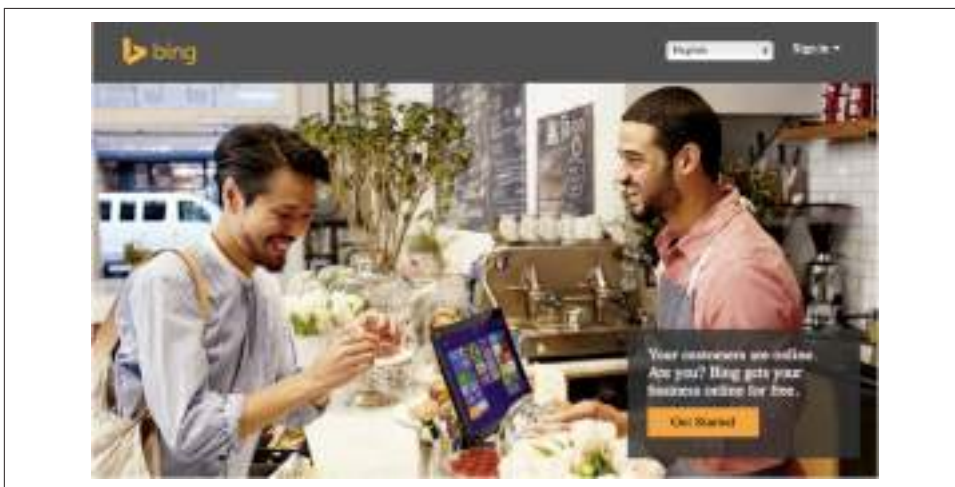 bing
English
Sign in
Your customers are online.
Are you? Bing gets your
business online for free.
Get Started